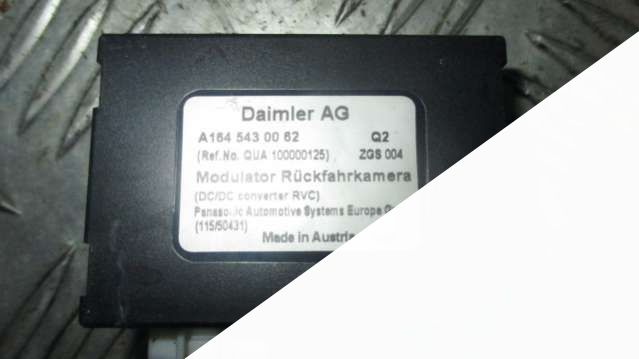 Daimler AG
A164 543 00 62 Q2
(Ref.No. QUA 100000125) ZGS 004
Modulator Rückfahrkamera
(DC/DC converter RVC)
Panasonic Automotive Systems Europe
(115/50431)
Made in Austria